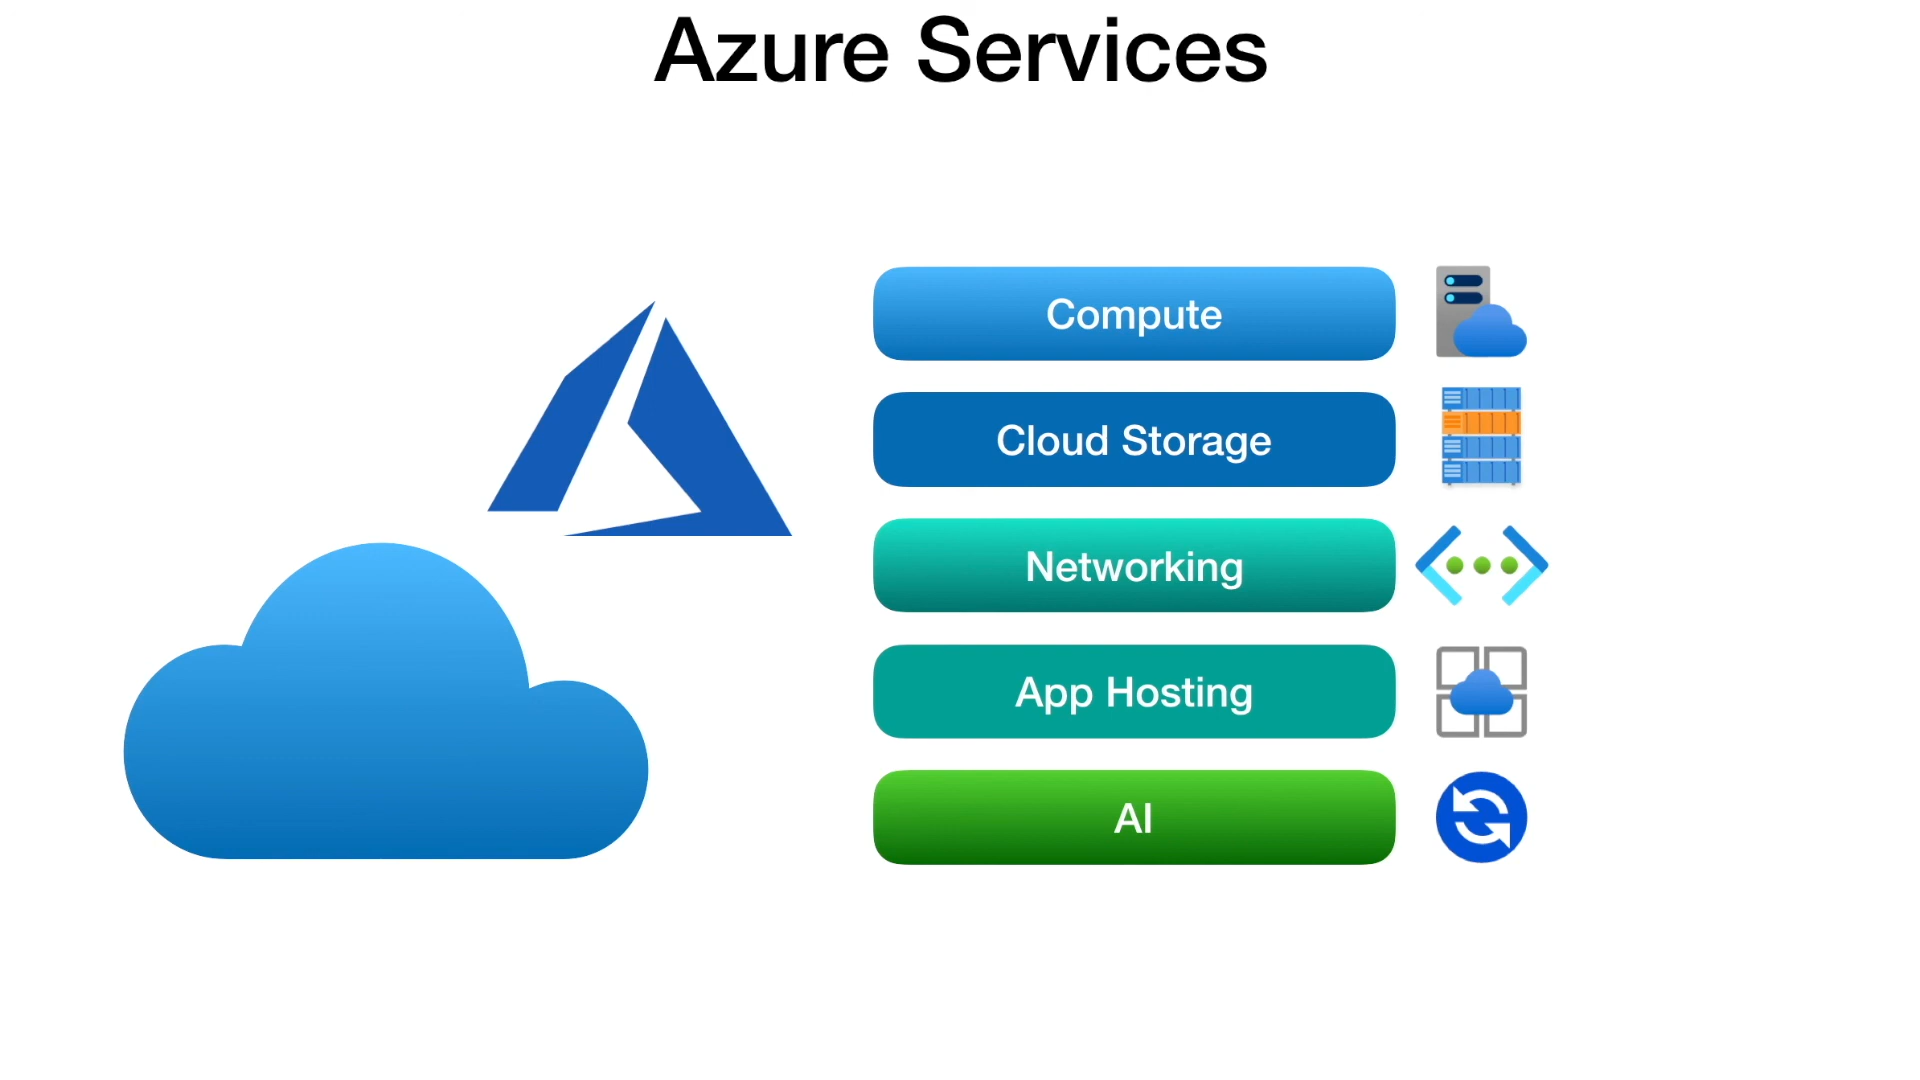 Azure Services
Compute
Cloud Storage
Networking
App Hosting
AI